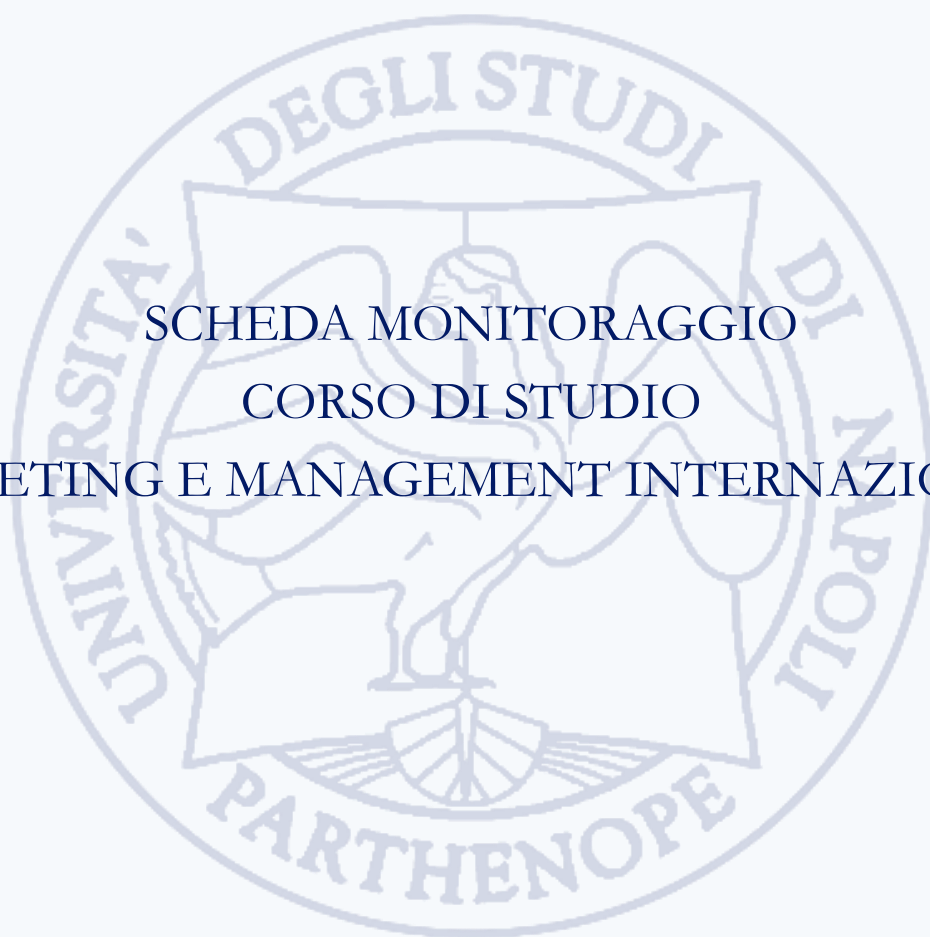 SCHEDA MONITORAGGIO
CORSO DI STUDIO
ETING E MANAGEMENT INTERNAZIO
UNIVERSITA' DEGLI STUDI DI NAPOLI
PARTHENOPE